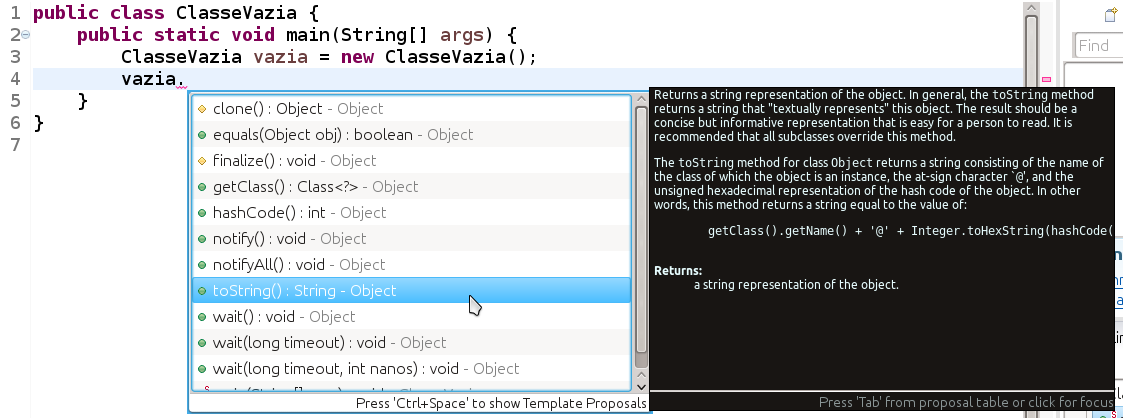 1 public class ClasseVazia {
2 public static void main(String[] args) {
3 ClasseVazia vazia = new ClasseVazia();
4 vazia.
5 }
6 }
7
clone() : Object - Object
equals(Object obj) : boolean - Object
finalize() : void - Object
getClass() : Class<?> - Object
hashCode() : int - Object
notify() : void - Object
notifyAll() : void - Object
toString() : String - Object
wait() : void - Object
wait(long timeout) : void - Object
wait(long timeout, int nanos) : void - Object
Press 'Ctrl+Space' to show Template Proposals
Returns a string representation of the object. In general, the toString method
returns a string that "textually represents" this object. The result should be a
concise but informative representation that is easy for a person to read. It is
recommended that all subclasses override this method.
The toString method for class Object returns a string consisting of the name of
the class of which the object is an instance, the at-sign character `@', and the
unsigned hexadecimal representation of the hash code of the object. In other
words, this method returns a string equal to the value of:
getClass().getName() + '@' + Integer.toHexString(hashCode(
Returns:
a string representation of the object.
Press 'Tab' from proposal table or click for focus
Find